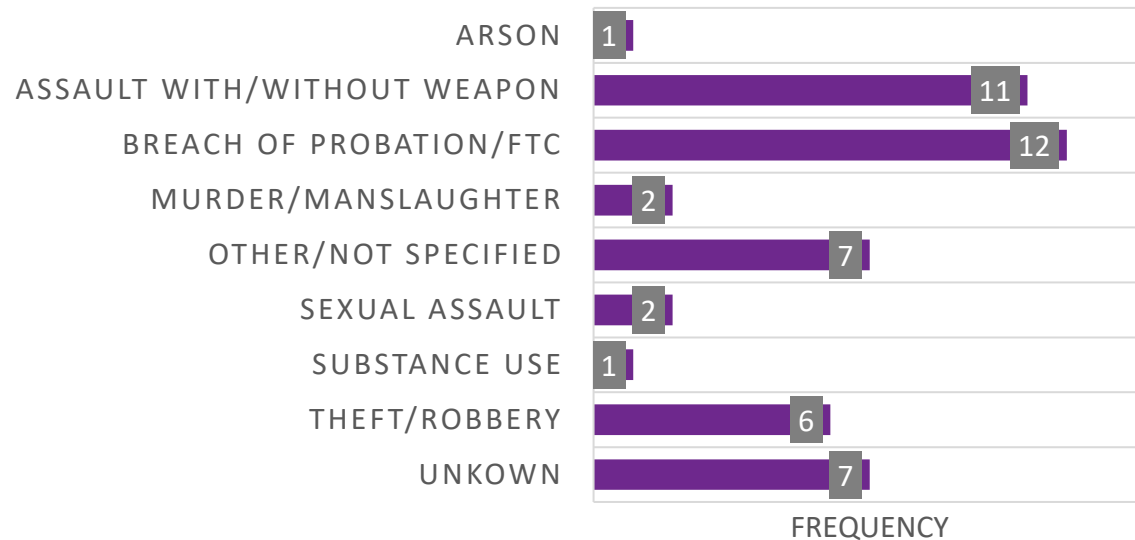 ARSON 1
ASSAULT WITH/WITHOUT WEAPON 11
BREACH OF PROBATION/FTC 12
MURDER/MANSLAUGHTER 2
OTHER/NOT SPECIFIED 7
SEXUAL ASSAULT 2
SUBSTANCE USE 1
THEFT/ROBBERY 6
UNKOWN 7
FREQUENCY